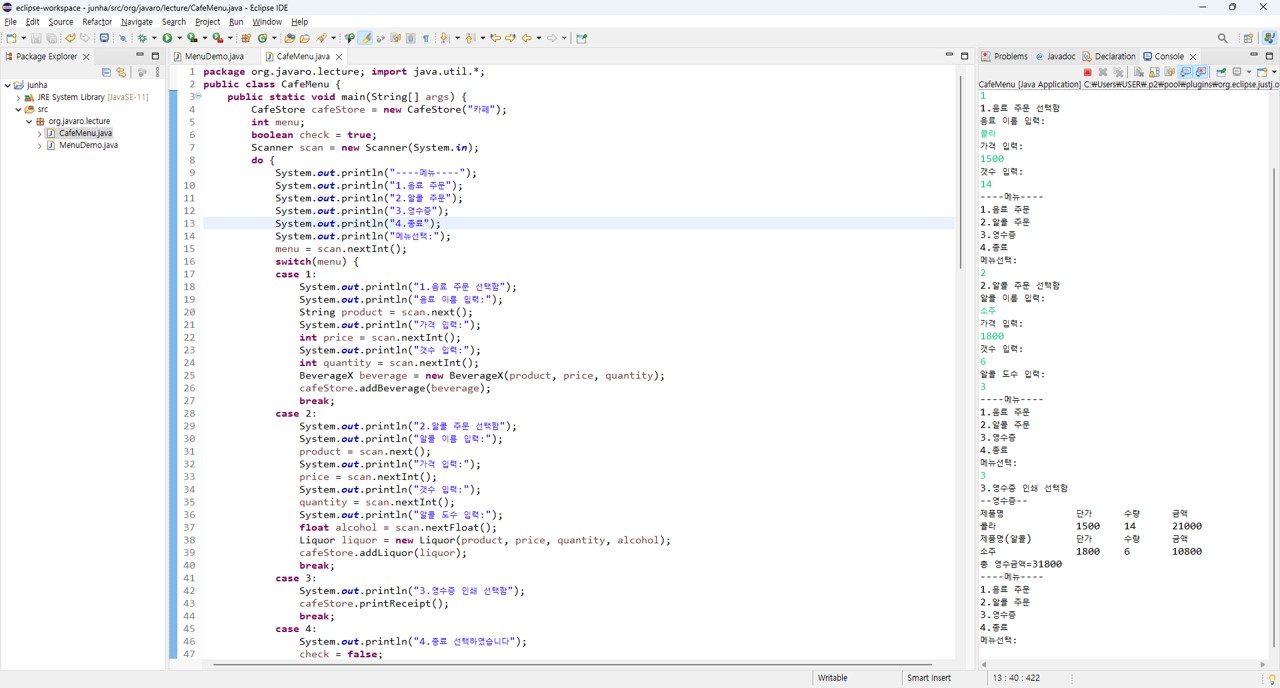 eclipse-workspace - junha/src/org/javaro/lecture/CafeMenu.java - Eclipse IDE
File Edit Source Refactor Navigate Search Project Run Window Help
Package Explorer
junha
JRE System Library [JavaSE-11]
src
org.javaro.lecture
CafeMenu.java
MenuDemo.java
MenuDemo.java CafeMenu.java
1 package org.javaro.lecture; import java.util.*;
2 public class CafeMenu {
3 public static void main(String[] args) {
4 CafeStore cafeStore = new CafeStore("카페");
5 int menu;
6 boolean check = true;
7 Scanner scan = new Scanner(System.in);
8 do {
9 System.out.println("----메뉴----");
10 System.out.println("1.음료 주문");
11 System.out.println("2.알콜 주문");
12 System.out.println("3.영수증");
13 System.out.println("4.종료");
14 System.out.println("메뉴선택:");
15 menu = scan.nextInt();
16 switch(menu) {
17 case 1:
18 System.out.println("1.음료 주문 선택함");
19 System.out.println("음료 이름 입력:");
20 String product = scan.next();
21 System.out.println("가격 입력:");
22 int price = scan.nextInt();
23 System.out.println("갯수 입력:");
24 int quantity = scan.nextInt();
25 BeverageX beverage = new BeverageX(product, price, quantity);
26 cafeStore.addBeverage(beverage);
27 break;
28 case 2:
29 System.out.println("2.알콜 주문 선택함");
30 System.out.println("알콜 이름 입력:");
31 product = scan.next();
32 System.out.println("가격 입력:");
33 price = scan.nextInt();
34 System.out.println("갯수 입력:");
35 quantity = scan.nextInt();
36 System.out.println("알콜 도수 입력:");
37 float alcohol = scan.nextFloat();
38 Liquor liquor = new Liquor(product, price, quantity, alcohol);
39 cafeStore.addLiquor(liquor);
40 break;
41 case 3:
42 System.out.println("3.영수증 인쇄 선택함");
43 cafeStore.printReceipt();
44 break;
45 case 4:
46 System.out.println("4.종료 선택하였습니다");
47 check = false;
Problems Javadoc Declaration Console
CafeMenu [Java Application] C:₩Users₩USER₩.p2₩pool₩plugins₩org.eclipse.justj.o
1
1.음료 주문 선택함
음료 이름 입력:
콜라
가격 입력:
1500
갯수 입력:
14
----메뉴----
1.음료 주문
2.알콜 주문
3.영수증
4.종료
메뉴선택:
2
2.알콜 주문 선택함
알콜 이름 입력:
소주
가격 입력:
1800
갯수 입력:
6
알콜 도수 입력:
3
----메뉴----
1.음료 주문
2.알콜 주문
3.영수증
4.종료
메뉴선택:
3
3.영수증 인쇄 선택함
--영수증--
제품명 단가 수량 금액
콜라 1500 14 21000
제품명(알콜) 단가 수량 금액
소주 1800 6 10800
총 영수금액=31800
----메뉴----
1.음료 주문
2.알콜 주문
3.영수증
4.종료
메뉴선택:
Writable Smart Insert 13 : 40 : 422